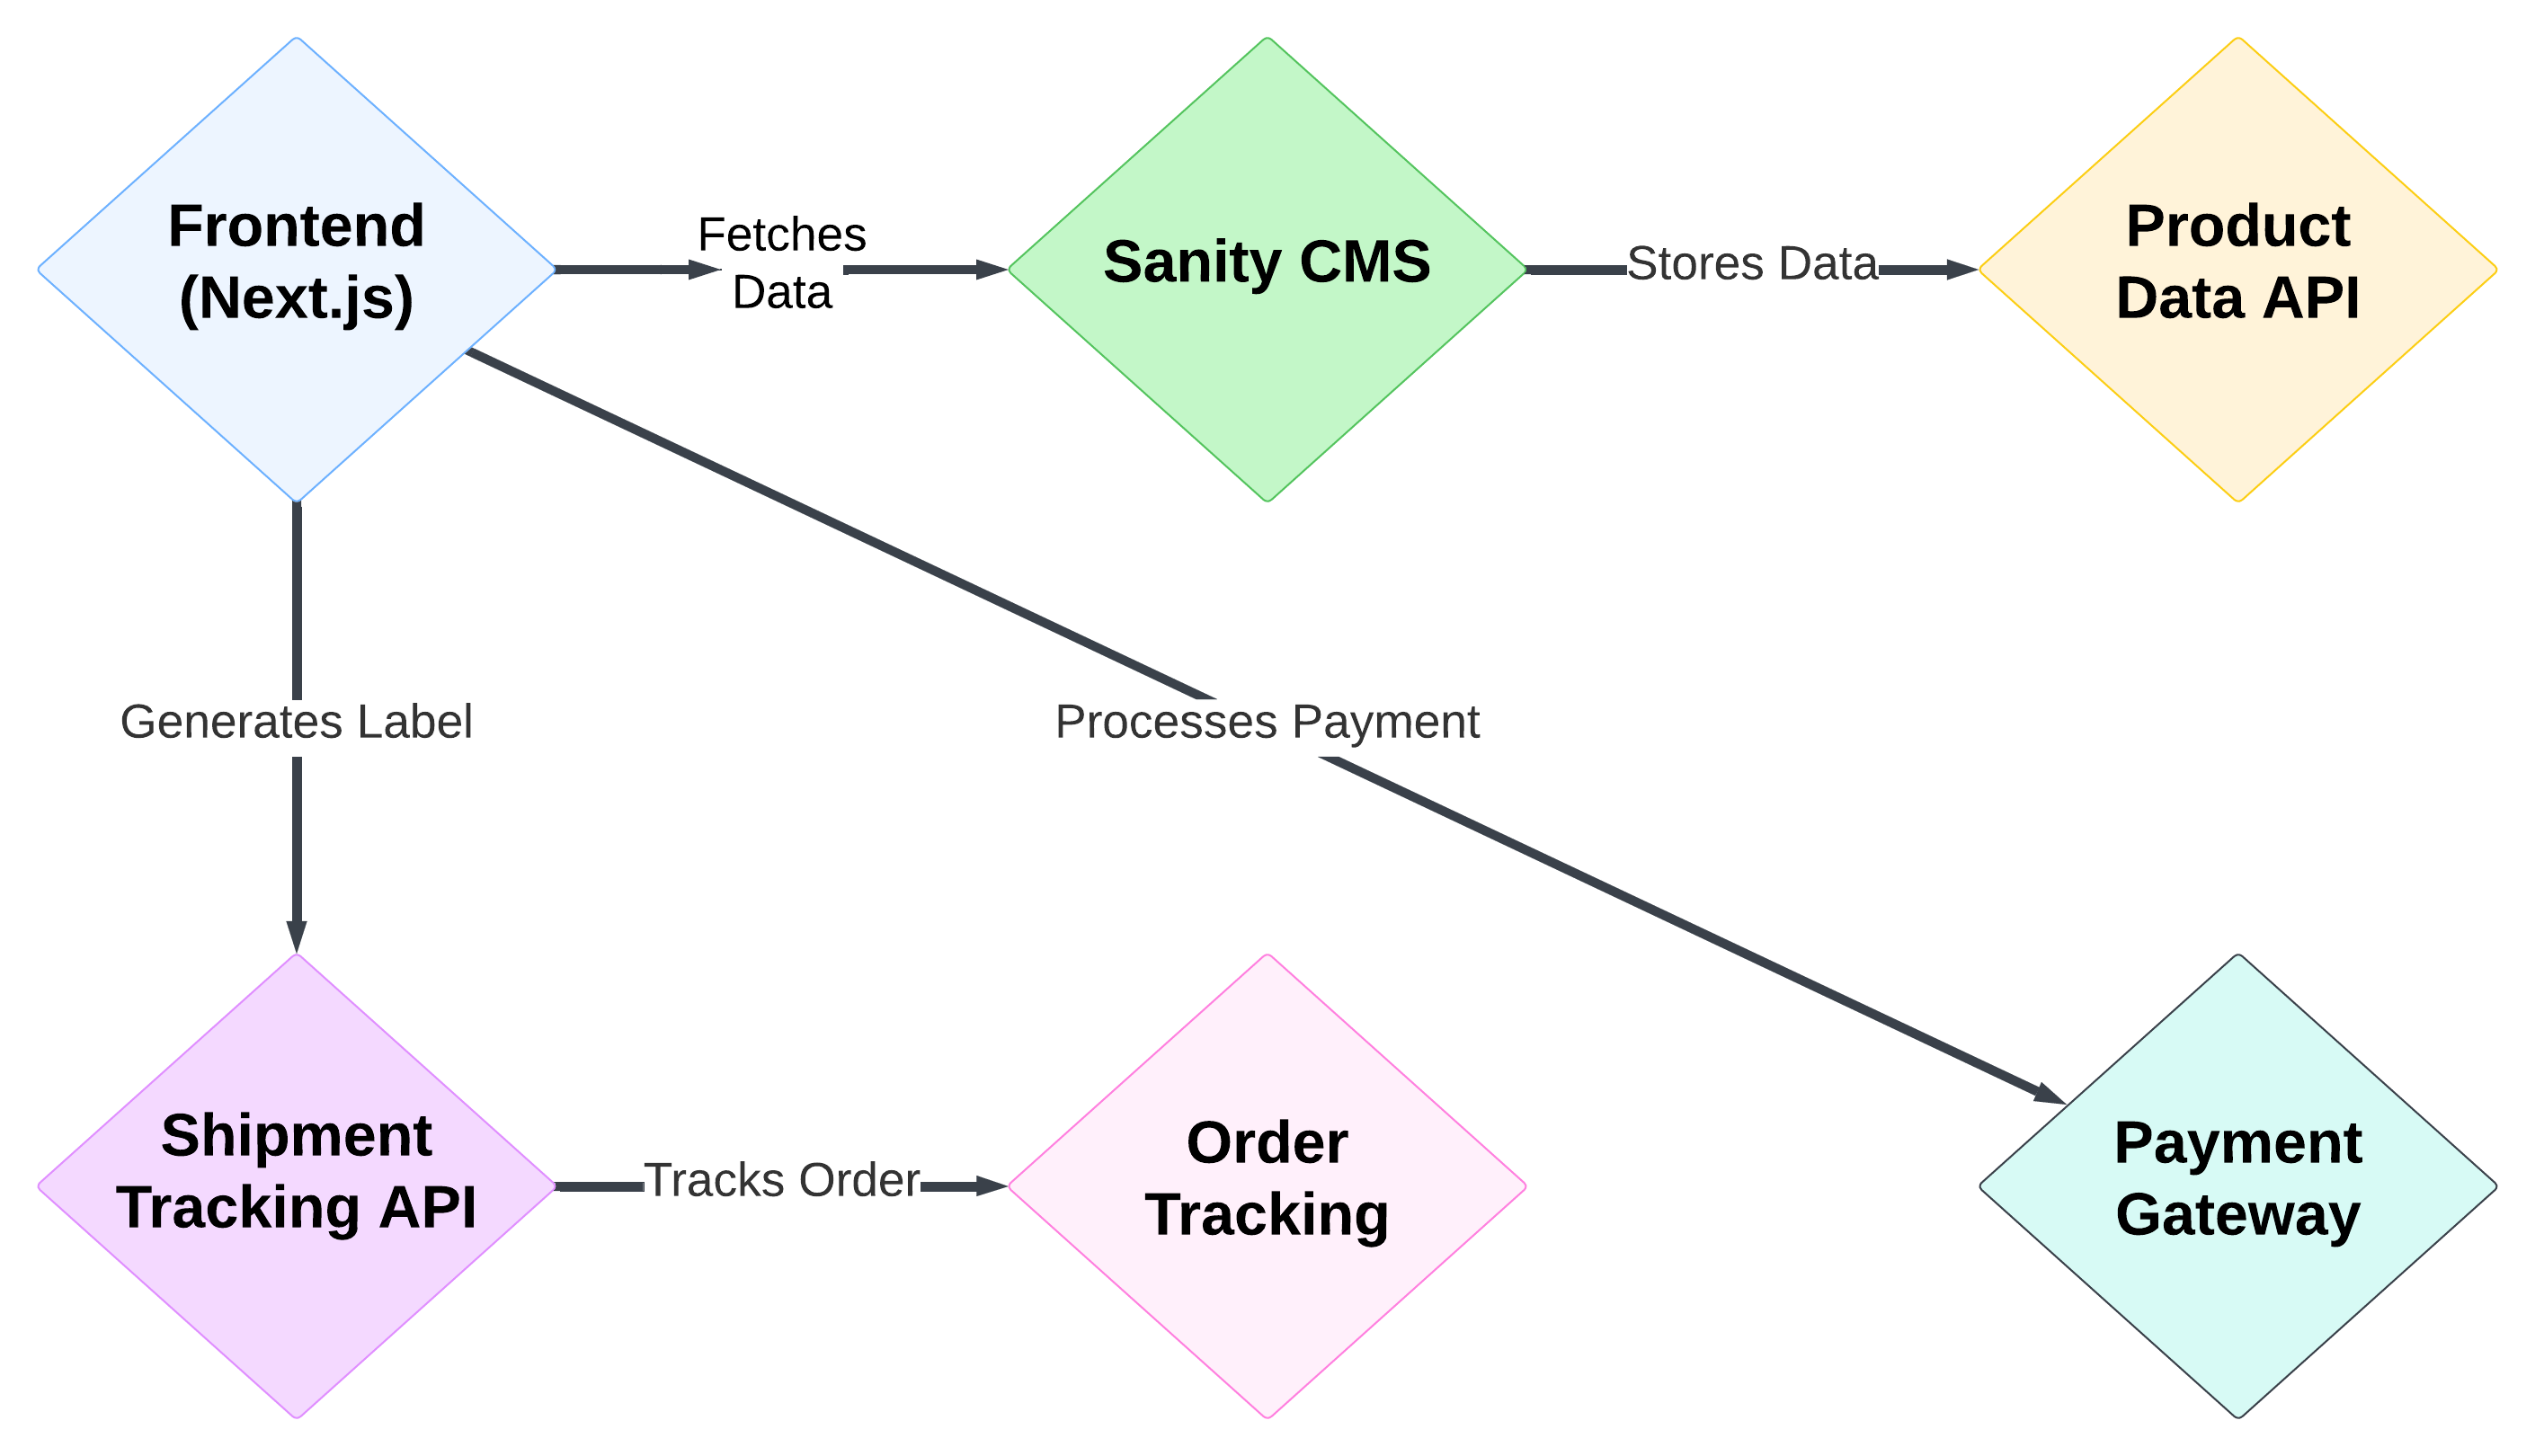 Frontend
(Next.js)
Fetches
Data
Sanity CMS
Stores Data
Product
Data API
Generates Label
Processes Payment
Shipment
Tracking API
Tracks Order
Order
Tracking
Payment
Gateway